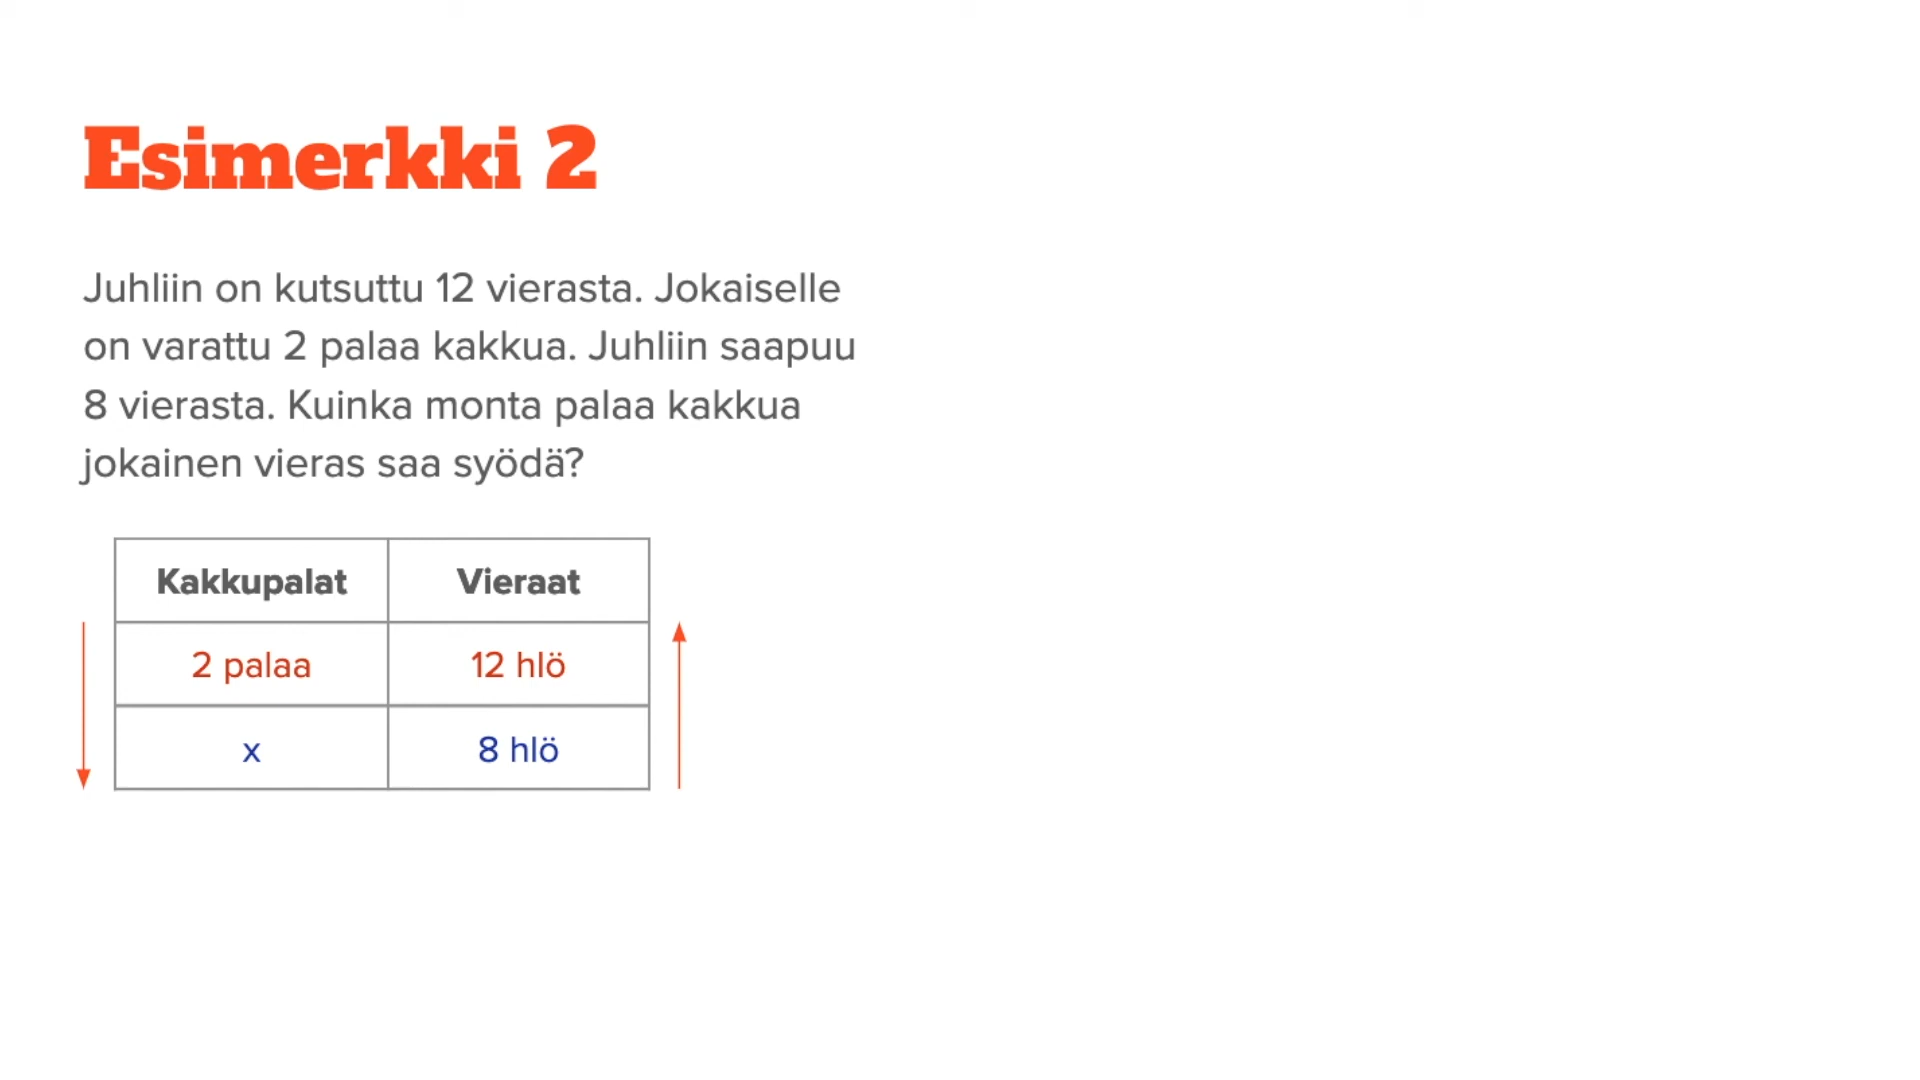 Esimerkki 2
Juhliin on kutsuttu 12 vierasta. Jokaiselle
on varattu 2 palaa kakkua. Juhliin saapuu
8 vierasta. Kuinka monta palaa kakkua
jokainen vieras saa syödä?
Kakkupalat Vieraat
2 palaa 12 hlö
x 8 hlö